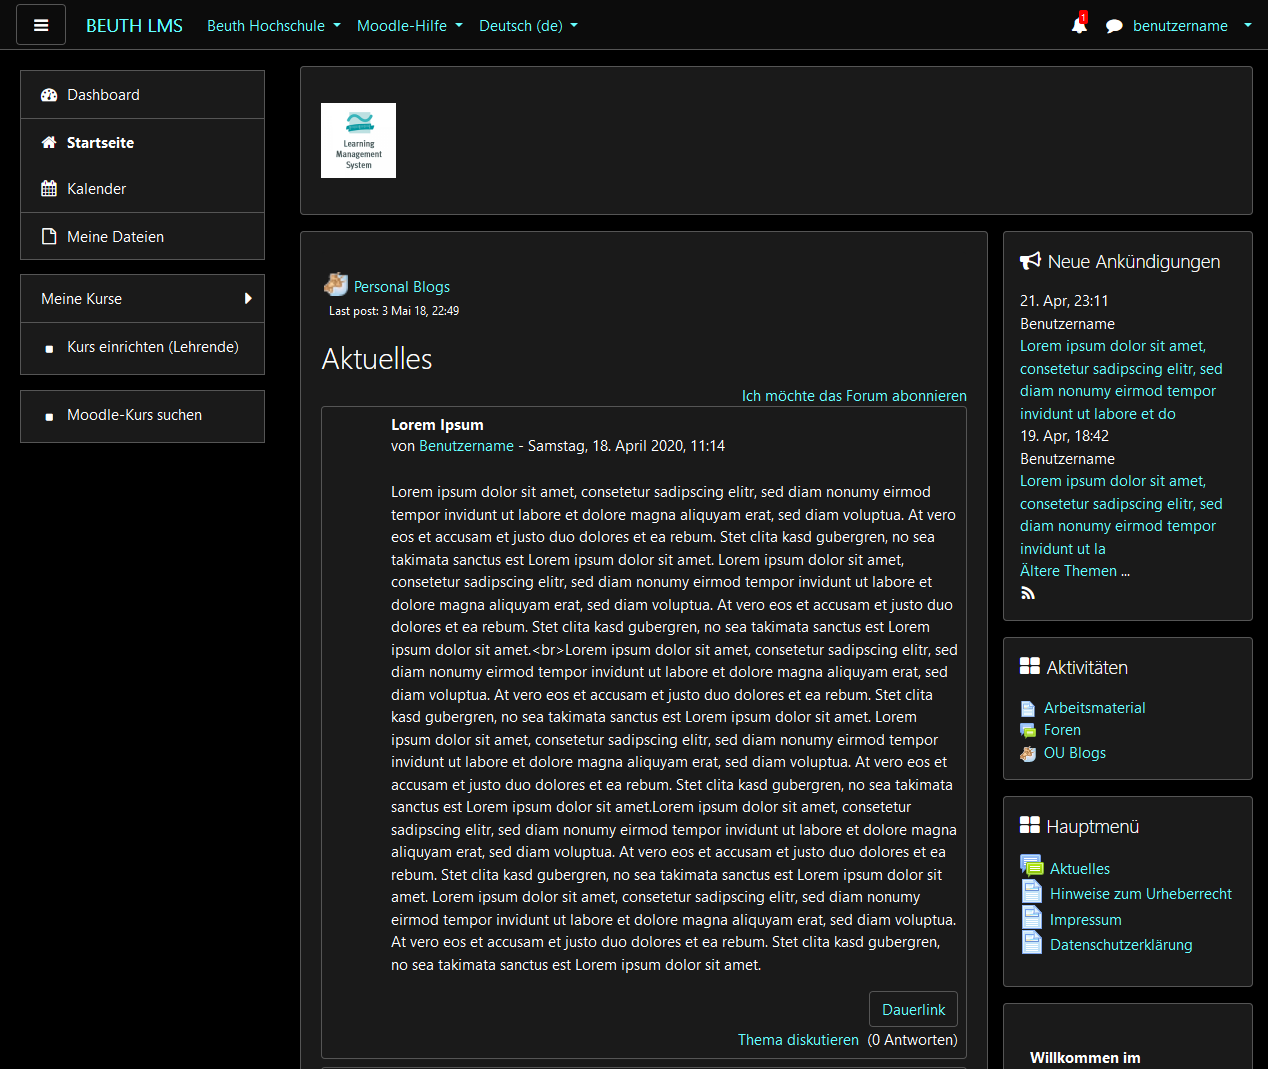 BEUTH LMS Beuth Hochschule Moodle-Hilfe Deutsch (de) 1 benutzername
Dashboard
Startseite
Kalender
Meine Dateien
Meine Kurse
Kurs einrichten (Lehrende)
Moodle-Kurs suchen
Learning
Management
System
Personal Blogs
Last post: 3 Mai 18, 22:49
Aktuelles
Ich möchte das Forum abonnieren
Lorem Ipsum
von Benutzername - Samstag, 18. April 2020, 11:14
Lorem ipsum dolor sit amet, consetetur sadipscing elitr, sed diam nonumy eirmod
tempor invidunt ut labore et dolore magna aliquyam erat, sed diam voluptua. At vero
eos et accusam et justo duo dolores et ea rebum. Stet clita kasd gubergren, no sea
takimata sanctus est Lorem ipsum dolor sit amet. Lorem ipsum dolor sit amet,
consetetur sadipscing elitr, sed diam nonumy eirmod tempor invidunt ut labore et
dolore magna aliquyam erat, sed diam voluptua. At vero eos et accusam et justo duo
dolores et ea rebum. Stet clita kasd gubergren, no sea takimata sanctus est Lorem
ipsum dolor sit amet.<br>Lorem ipsum dolor sit amet, consetetur sadipscing elitr, sed
diam nonumy eirmod tempor invidunt ut labore et dolore magna aliquyam erat, sed
diam voluptua. At vero eos et accusam et justo duo dolores et ea rebum. Stet clita
kasd gubergren, no sea takimata sanctus est Lorem ipsum dolor sit amet. Lorem
ipsum dolor sit amet, consetetur sadipscing elitr, sed diam nonumy eirmod tempor
invidunt ut labore et dolore magna aliquyam erat, sed diam voluptua. At vero eos et
accusam et justo duo dolores et ea rebum. Stet clita kasd gubergren, no sea takimata
sanctus est Lorem ipsum dolor sit amet.Lorem ipsum dolor sit amet, consetetur
sadipscing elitr, sed diam nonumy eirmod tempor invidunt ut labore et dolore magna
aliquyam erat, sed diam voluptua. At vero eos et accusam et justo duo dolores et ea
rebum. Stet clita kasd gubergren, no sea takimata sanctus est Lorem ipsum dolor sit
amet. Lorem ipsum dolor sit amet, consetetur sadipscing elitr, sed diam nonumy
eirmod tempor invidunt ut labore et dolore magna aliquyam erat, sed diam voluptua.
At vero eos et accusam et justo duo dolores et ea rebum. Stet clita kasd gubergren,
no sea takimata sanctus est Lorem ipsum dolor sit amet.
Dauerlink
Thema diskutieren (0 Antworten)
Neue Ankündigungen
21. Apr, 23:11
Benutzername
Lorem ipsum dolor sit amet,
consetetur sadipscing elitr, sed
diam nonumy eirmod tempor
invidunt ut labore et do
19. Apr, 18:42
Benutzername
Lorem ipsum dolor sit amet,
consetetur sadipscing elitr, sed
diam nonumy eirmod tempor
invidunt ut la
Ältere Themen ...
Aktivitäten
Arbeitsmaterial
Foren
OU Blogs
Hauptmenü
Aktuelles
Hinweise zum Urheberrecht
Impressum
Datenschutzerklärung
Willkommen im